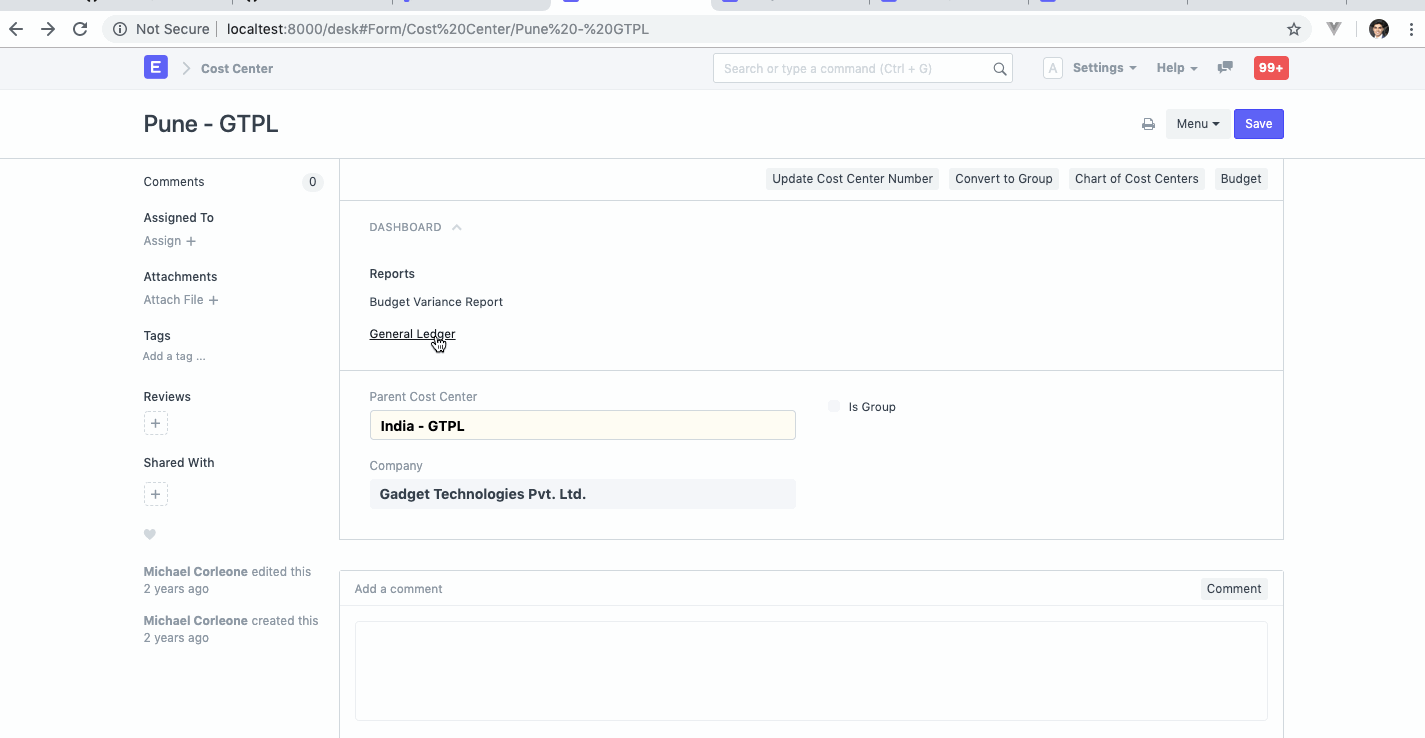 Not Secure localtest:8000/desk#Form/Cost%20Center/Pune%20-%20GTPL
E Cost Center Search or type a command (Ctrl + G) A Settings Help 99+
Pune - GTPL Menu Save
Comments 0
Update Cost Center Number Convert to Group Chart of Cost Centers Budget
Assigned To
Assign +
Attachments
Attach File +
Tags
Add a tag ...
Reviews
+
Shared With
+
Michael Corleone edited this
2 years ago
Michael Corleone created this
2 years ago
DASHBOARD
Reports
Budget Variance Report
General Ledger
Parent Cost Center
India - GTPL
Is Group
Company
Gadget Technologies Pvt. Ltd.
Add a comment Comment